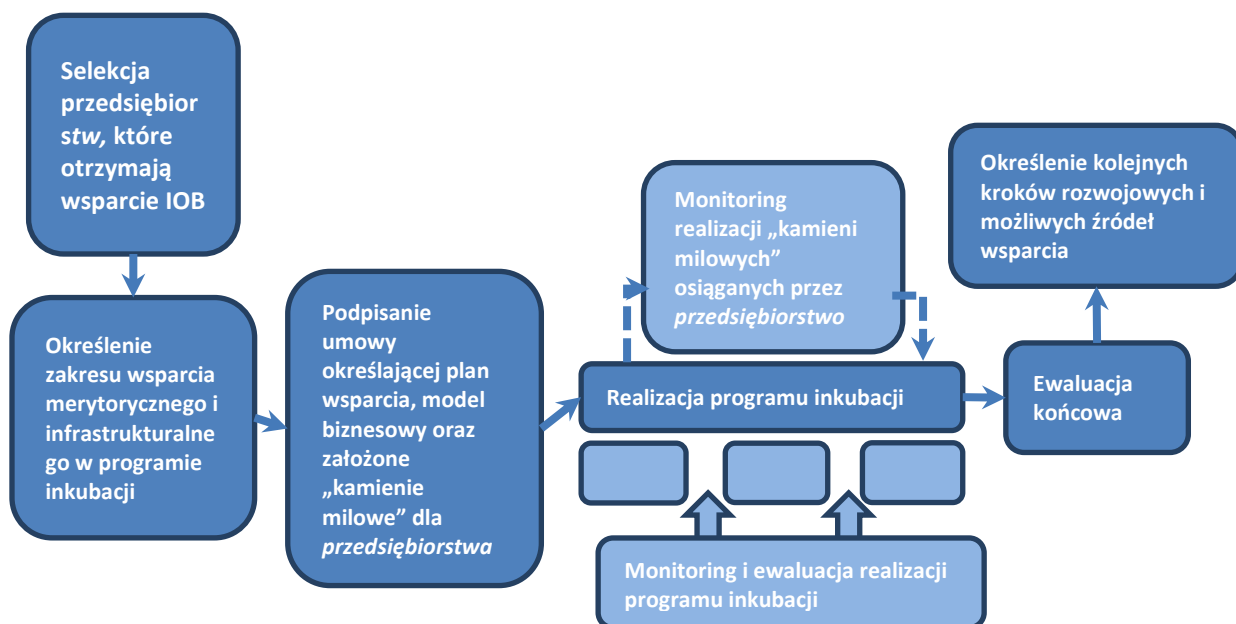 Selekcja
przedsiębior
stw, które
otrzymają
wsparcie IOB
Określenie
zakresu wsparcia
merytorycznego i
infrastrukturalne
go w programie
inkubacji
Podpisanie
umowy
określającej plan
wsparcia, model
biznesowy oraz
założone
„kamienie
milowe” dla
przedsiębiorstwa
Monitoring
realizacji „kamieni
milowych”
osiąganych przez
przedsiębiorstwo
Realizacja programu inkubacji
Monitoring i ewaluacja realizacji
programu inkubacji
Ewaluacja
końcowa
Określenie kolejnych
kroków rozwojowych i
możliwych źródeł
wsparcia